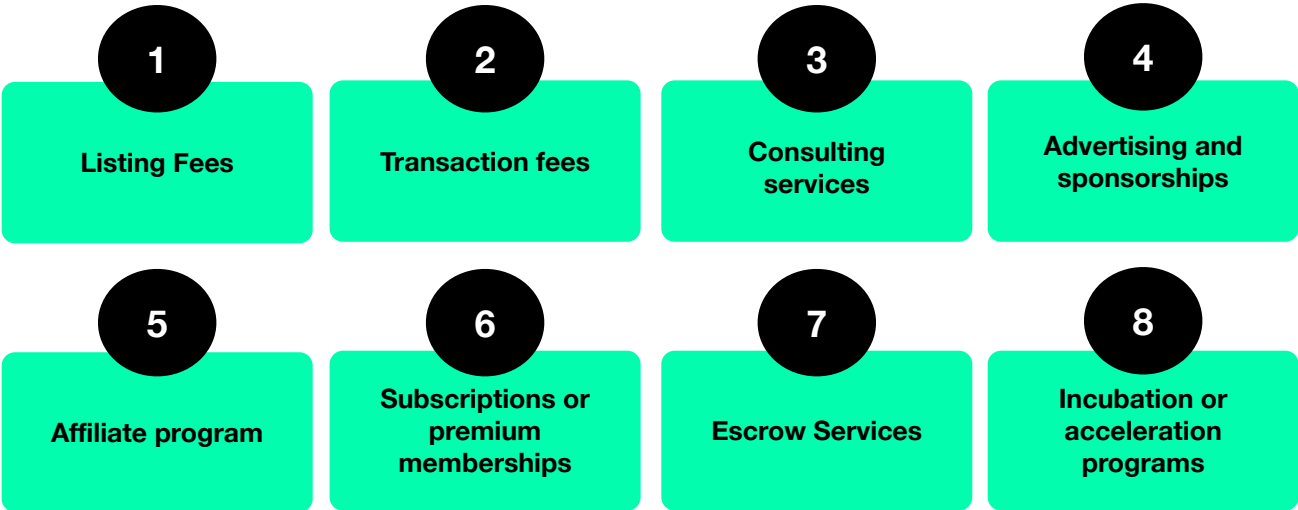 1
Listing Fees
2
Transaction fees
3
Consulting
services
4
Advertising and
sponsorships
5
Affiliate program
6
Subscriptions or
premium
memberships
7
Escrow Services
8
Incubation or
acceleration
programs